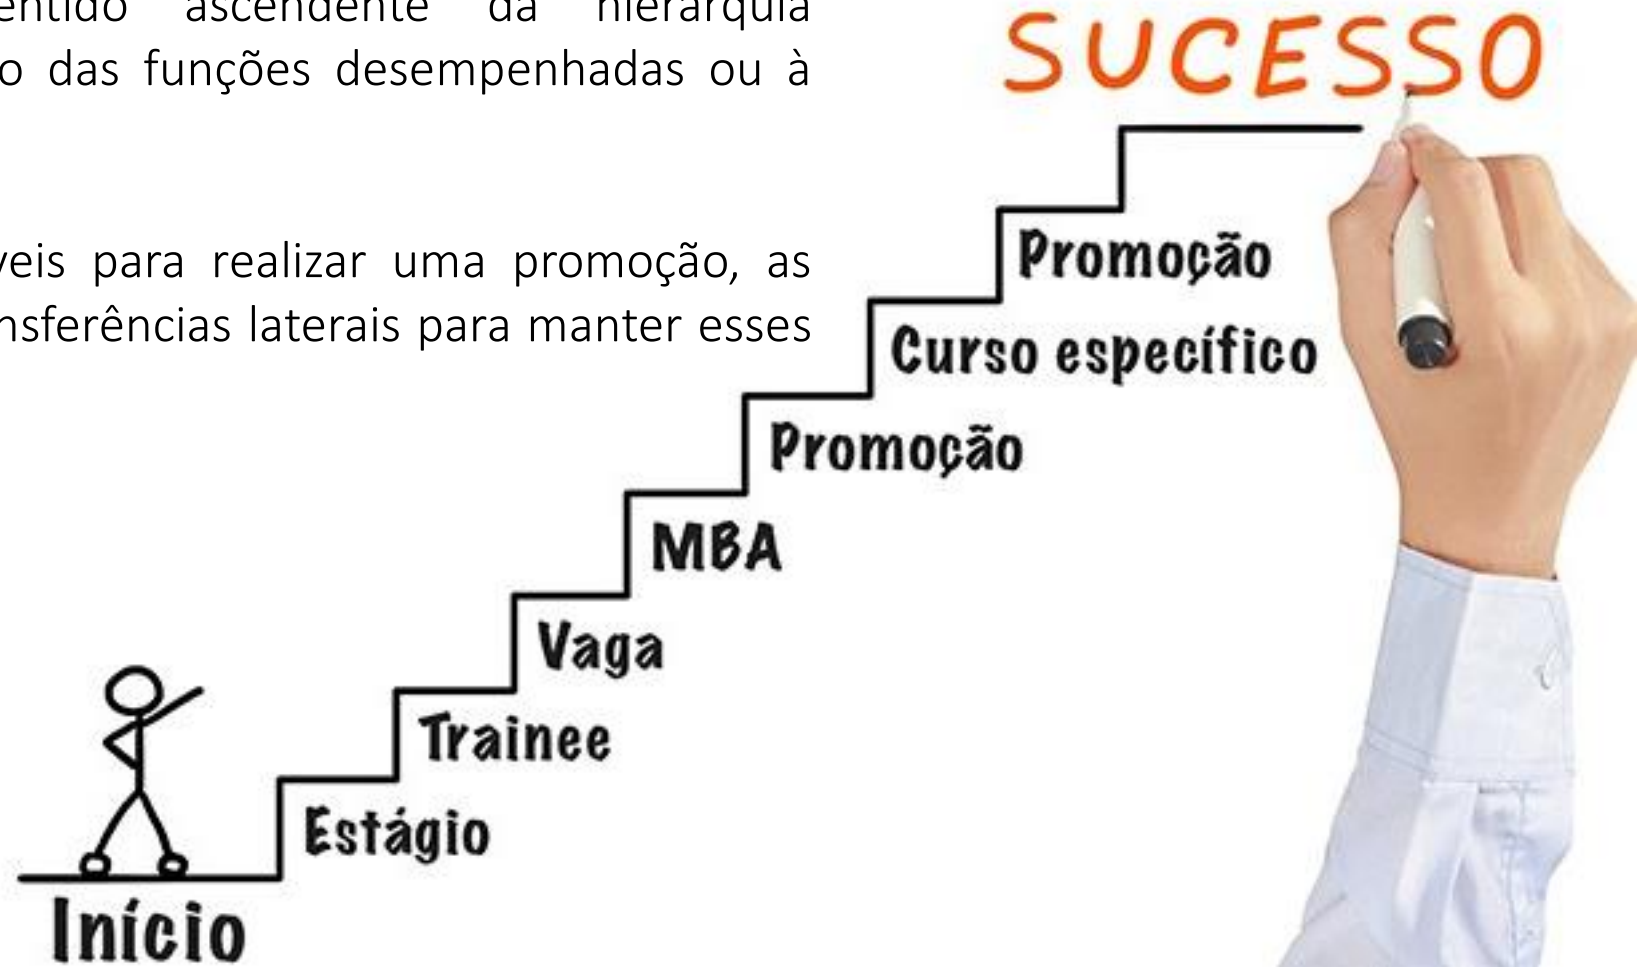 ascendente da hierarquia
o das funções desempenhadas ou à
para realizar uma promoção, as
laterais para manter esses
SUCESSO
Promoção
Curso específico
Promoção
MBA
Vaga
Trainee
Estágio
Início